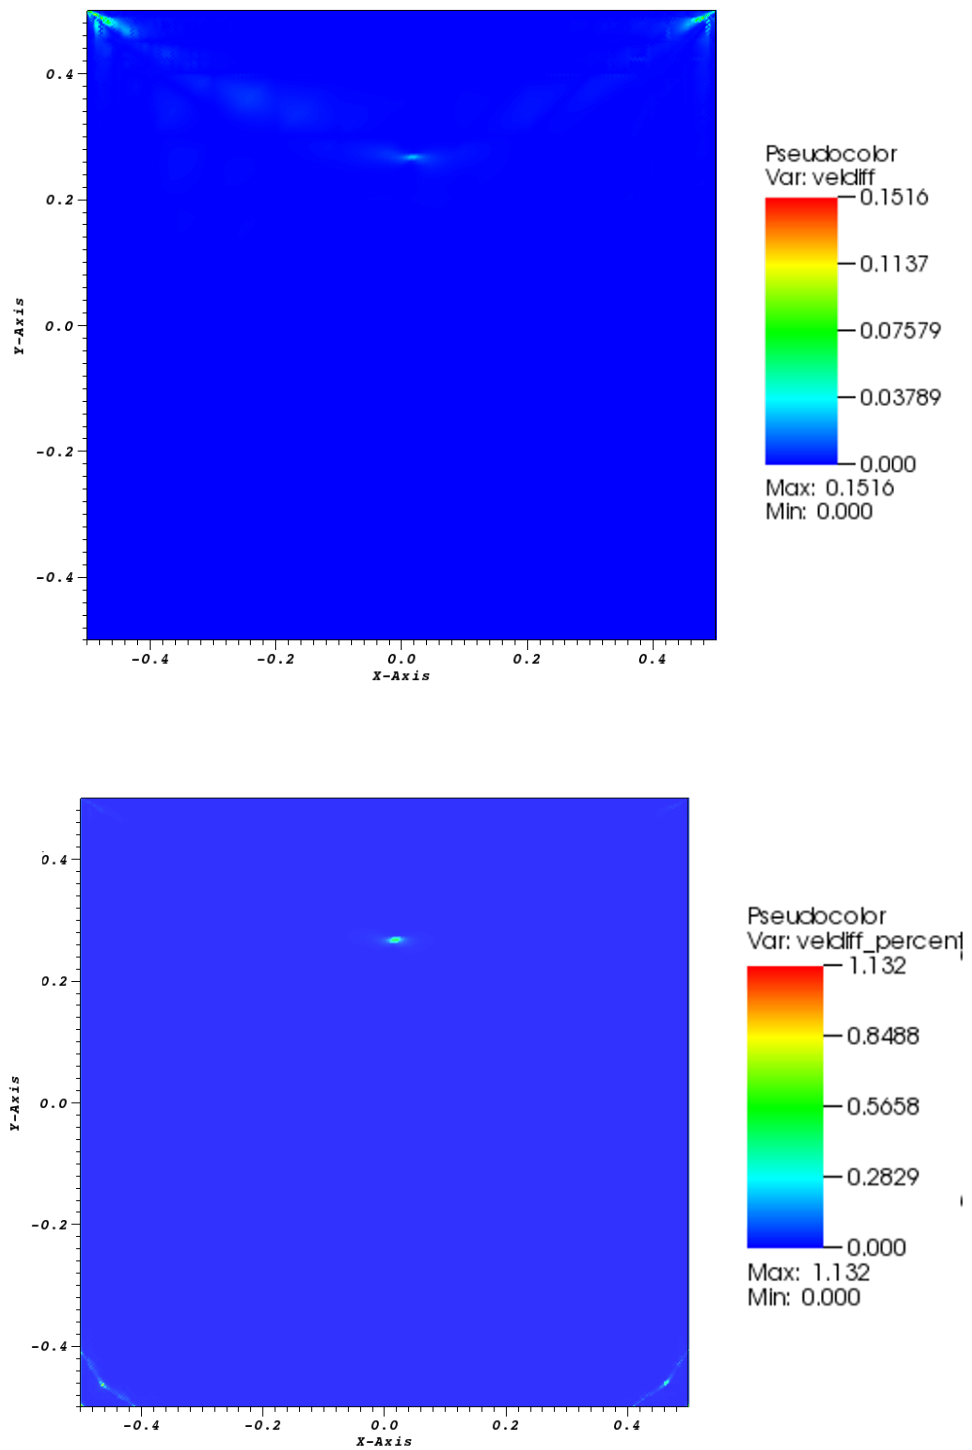 0.4
0.2
0.0
-0.2
-0.4
Y-Axis
-0.4
-0.2
0.0
0.2
0.4
X-Axis
Pseudocolor
Var: veldiff
0.1516
0.1137
0.07579
0.03789
0.000
Max: 0.1516
Min: 0.000
0.4
0.2
0.0
-0.2
-0.4
Y-Axis
-0.4
-0.2
0.0
0.2
0.4
X-Axis
Pseudocolor
Var: veldiff_percent
1.132
0.8488
0.5658
0.2829
0.000
Max: 1.132
Min: 0.000